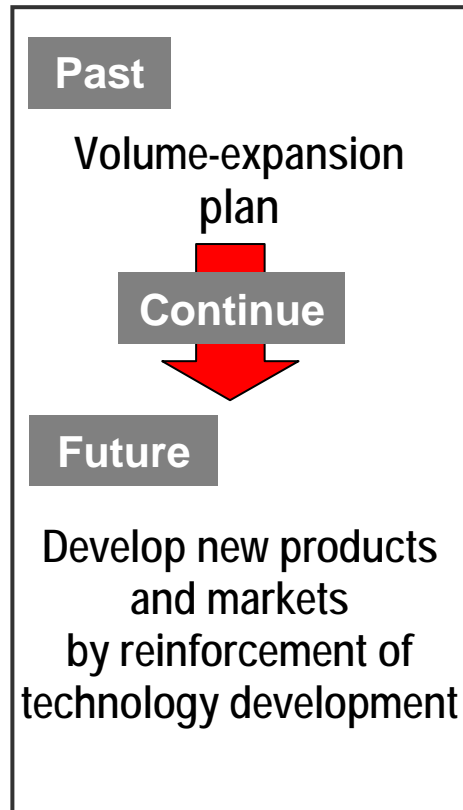 Past
Volume-expansion
plan
Continue
Future
Develop new products
and markets
by reinforcement of
technology development